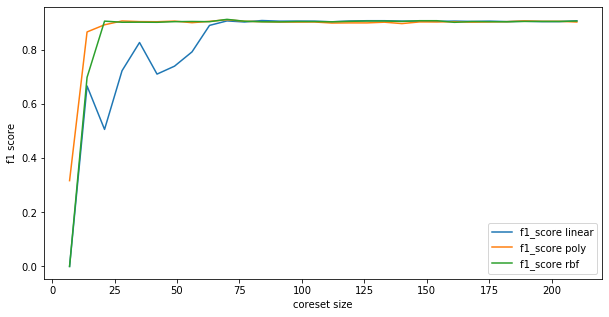 0.8
0.6
0.4
0.2
0.0
f1 score
0 25 50 75 100 125 150 175 200
coreset size
f1_score linear
f1_score poly
f1_score rbf